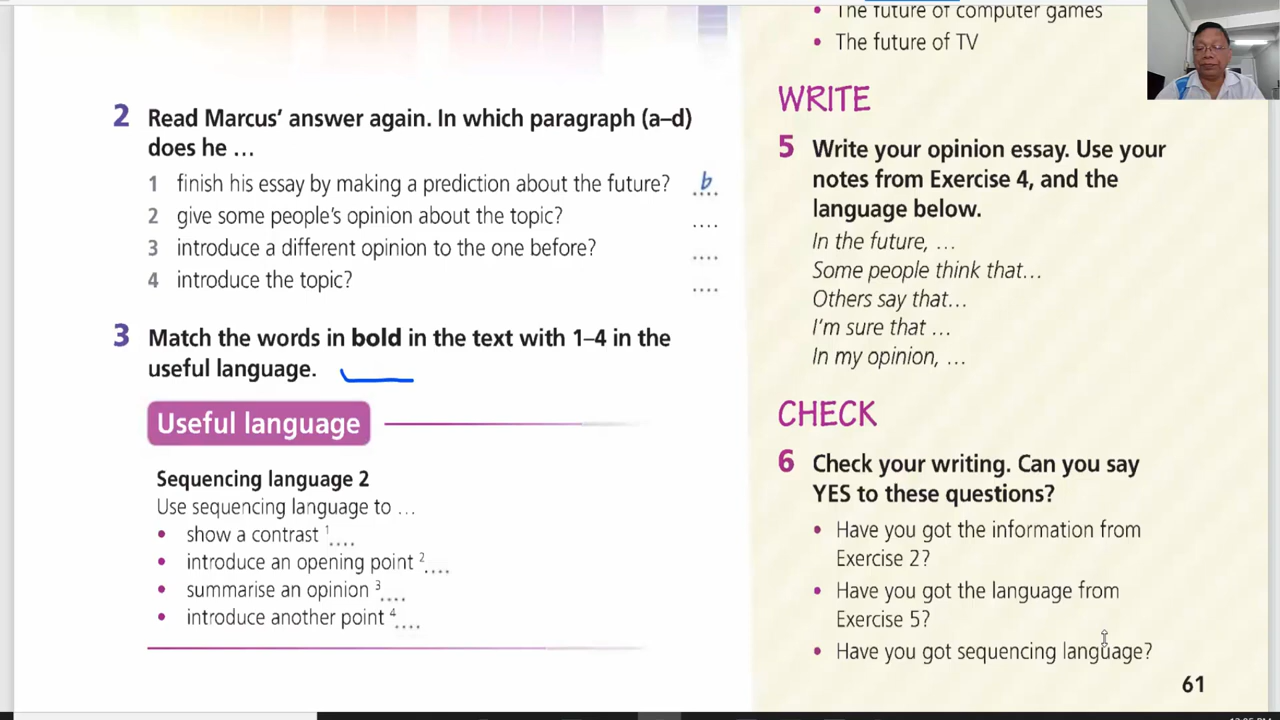 2 Read Marcus' answer again. In which paragraph (a–d)
does he …
1 finish his essay by making a prediction about the future? b
2 give some people's opinion about the topic? ....
3 introduce a different opinion to the one before? ....
4 introduce the topic? ....
3 Match the words in bold in the text with 1–4 in the
useful language.
Useful language
Sequencing language 2
Use sequencing language to …
• show a contrast 1....
• introduce an opening point 2....
• summarise an opinion 3....
• introduce another point 4....
• The future of computer games
• The future of TV
WRITE
5 Write your opinion essay. Use your
notes from Exercise 4, and the
language below.
In the future, …
Some people think that…
Others say that…
I'm sure that …
In my opinion, …
CHECK
6 Check your writing. Can you say
YES to these questions?
• Have you got the information from
Exercise 2?
• Have you got the language from
Exercise 5?
• Have you got sequencing language?
61